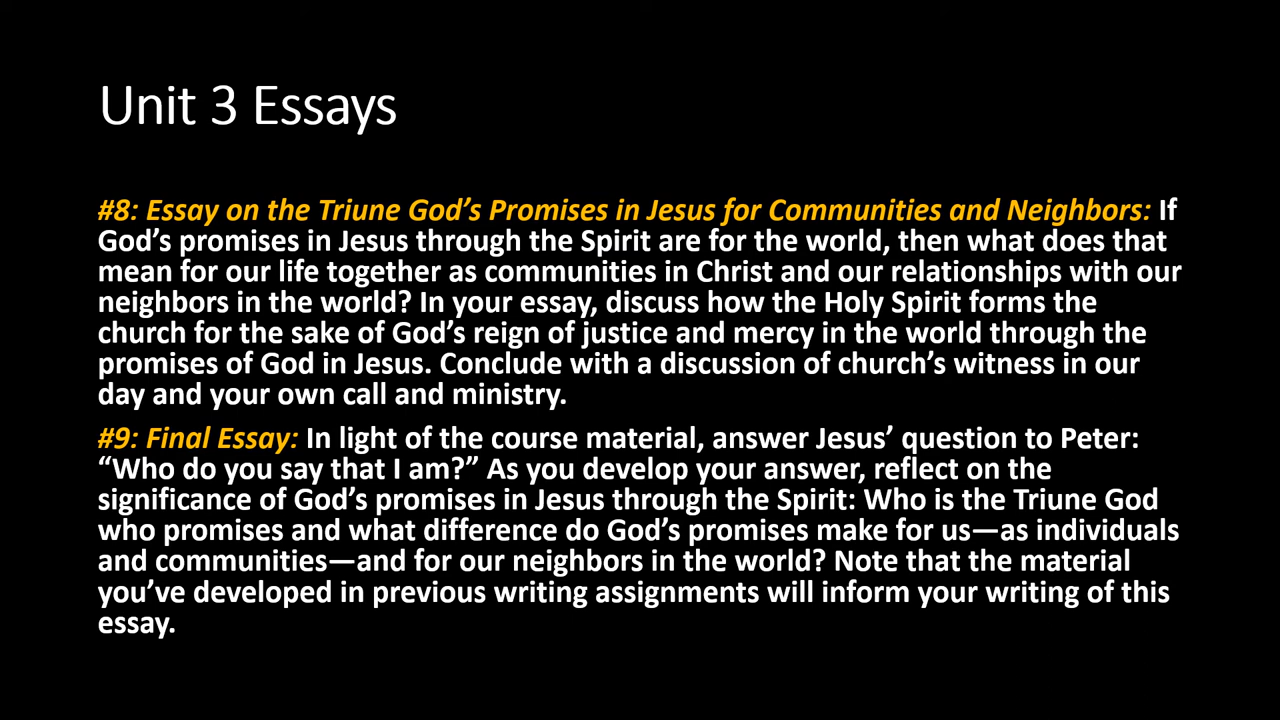 Unit 3 Essays
#8: Essay on the Triune God’s Promises in Jesus for Communities and Neighbors: If
God’s promises in Jesus through the Spirit are for the world, then what does that
mean for our life together as communities in Christ and our relationships with our
neighbors in the world? In your essay, discuss how the Holy Spirit forms the
church for the sake of God’s reign of justice and mercy in the world through the
promises of God in Jesus. Conclude with a discussion of church’s witness in our
day and your own call and ministry.
#9: Final Essay: In light of the course material, answer Jesus’ question to Peter:
“Who do you say that I am?” As you develop your answer, reflect on the
significance of God’s promises in Jesus through the Spirit: Who is the Triune God
who promises and what difference do God’s promises make for us—as individuals
and communities—and for our neighbors in the world? Note that the material
you’ve developed in previous writing assignments will inform your writing of this
essay.